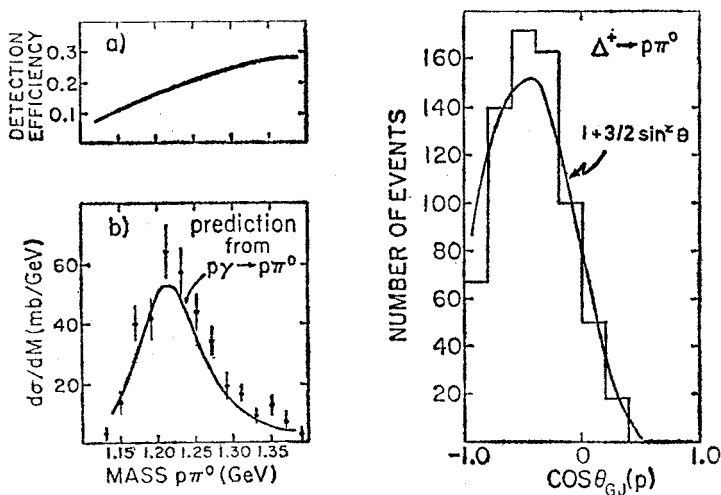 a)
DETECTION
EFFICIENCY
0.3
0.2
0.1
b)
prediction
from
pγ→pπ⁰
dσ/dM (mb/GeV)
60
40
20
1.15 1.20 1.25 1.30 1.35
MASS pπ⁰ (GeV)
Δ⁺→pπ⁰
1+3/2 sin² θ
NUMBER OF EVENTS
160
140
120
100
80
60
40
20
-1.0 0 1.0
COSθGJ(p)